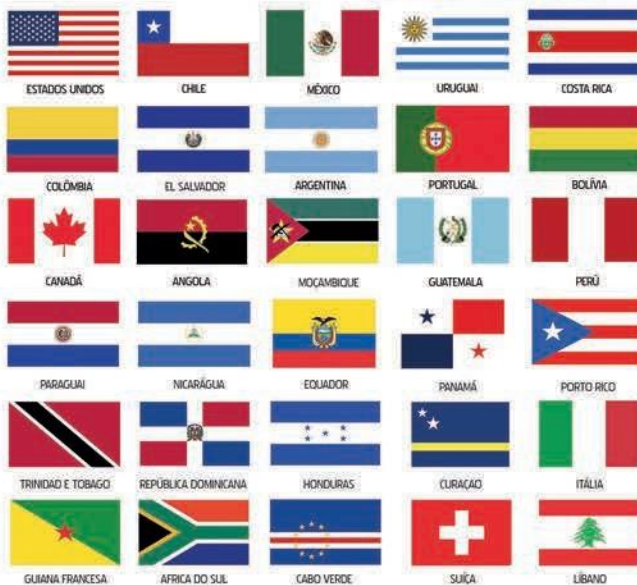 ESTADOS UNIDOS CHILE MÉXICO URUGUAI COSTA RICA
COLÔMBIA EL SALVADOR ARGENTINA PORTUGAL BOLÍVIA
CANADÁ ANGOLA MOÇAMBIQUE GUATEMALA PERÚ
PARAGUAI NICARÁGUA EQUADOR PANAMÁ PORTO RICO
TRINIDAD E TOBAGO REPÚBLICA DOMINICANA HONDURAS CURAÇAO ITÁLIA
GUIANA FRANCESA AFRICA DO SUL CABO VERDE SUÍÇA LÍBANO